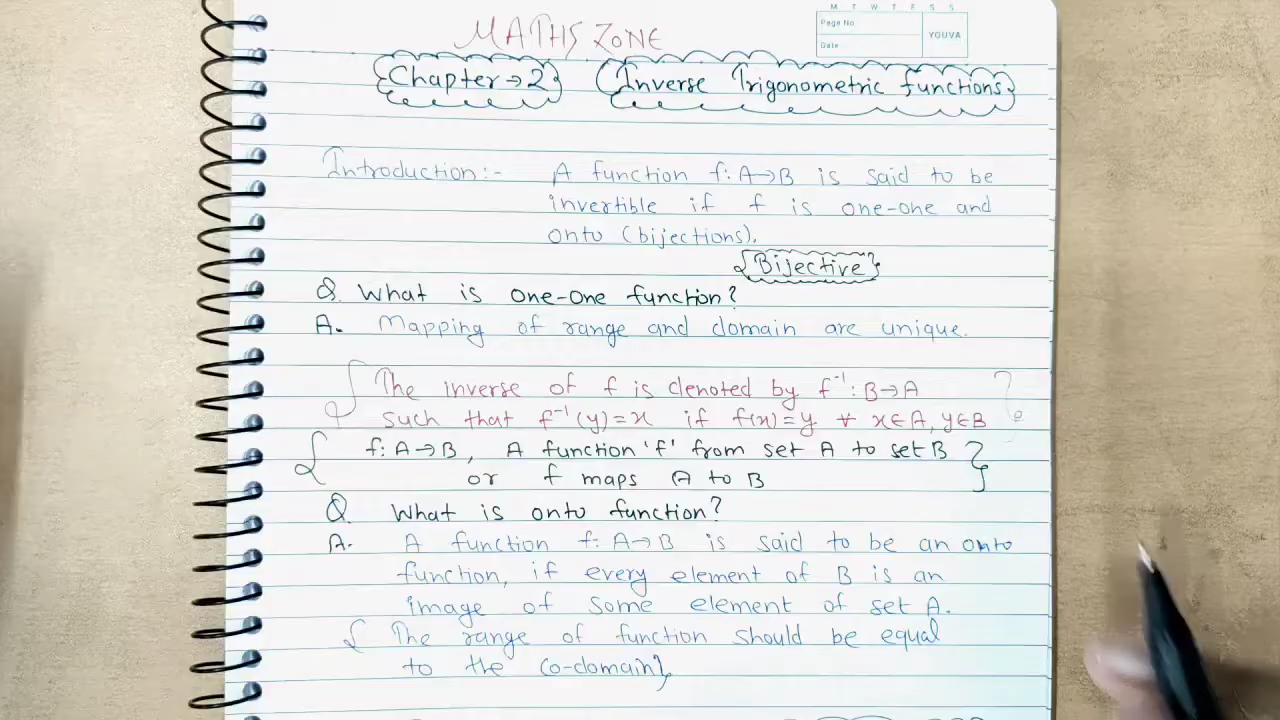 M T W T F S S
Page No
Date
YOUVA
MATHS ZONE
Chapter → 2 Inverse Trigonometric functions
Introduction:- A function f: A→B is said to be
invertible if f is one-one and
onto (bijections).
{Bijective}
Q. What is one-one function?
A. Mapping of range and domain are unique.
{The inverse of f is denoted by f⁻¹: B→A
such that f⁻¹(y)=x if f(x)=y ∀ x∈A, y∈B}
{f: A→B, A function 'f' from set A to set B
or f maps A to B}
Q. What is onto function?
A. A function f: A→B is said to be an onto
function, if every element of B is an
image of some element of set A.
{The range of function should be equal
to the Co-domain}